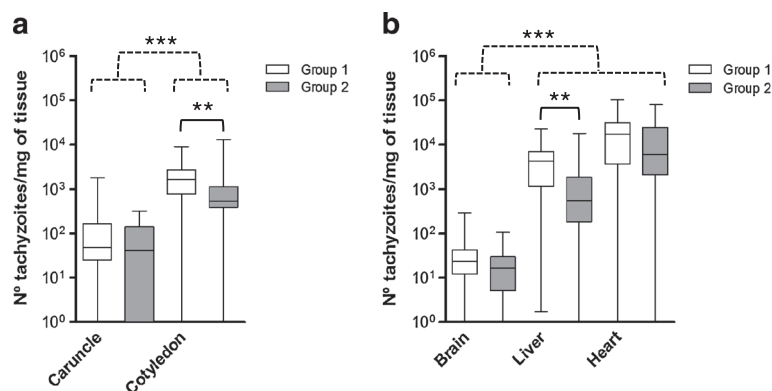 a
***
**
Nº tachyzoites/mg of tissue
10⁶
10⁵
10⁴
10³
10²
10¹
10⁰
Caruncle
Cotyledon
Group 1
Group 2
b
***
**
Nº tachyzoites/mg of tissue
10⁶
10⁵
10⁴
10³
10²
10¹
10⁰
Brain
Liver
Heart
Group 1
Group 2